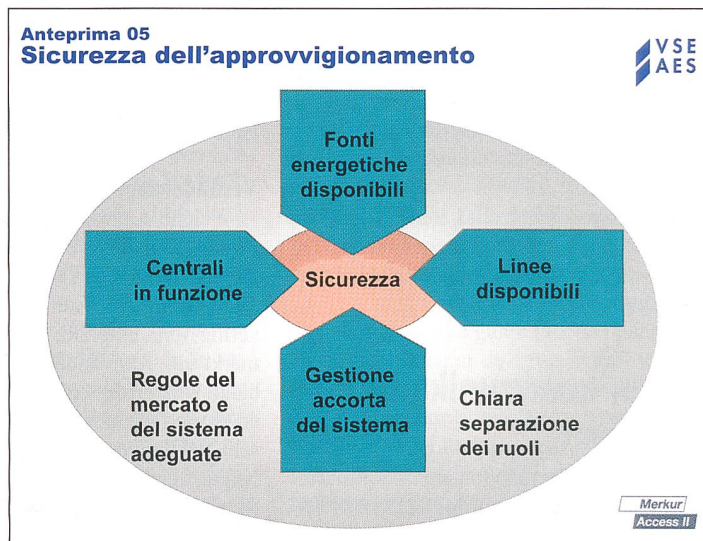 Anteprima 05
Sicurezza dell'approvvigionamento
VSE
AES
Fonti
energetiche
disponibili
Centrali
in funzione
Sicurezza
Linee
disponibili
Gestione
accorta
del sistema
Regole del
mercato e
del sistema
adeguate
Chiara
separazione
dei ruoli
Merkur
Access II